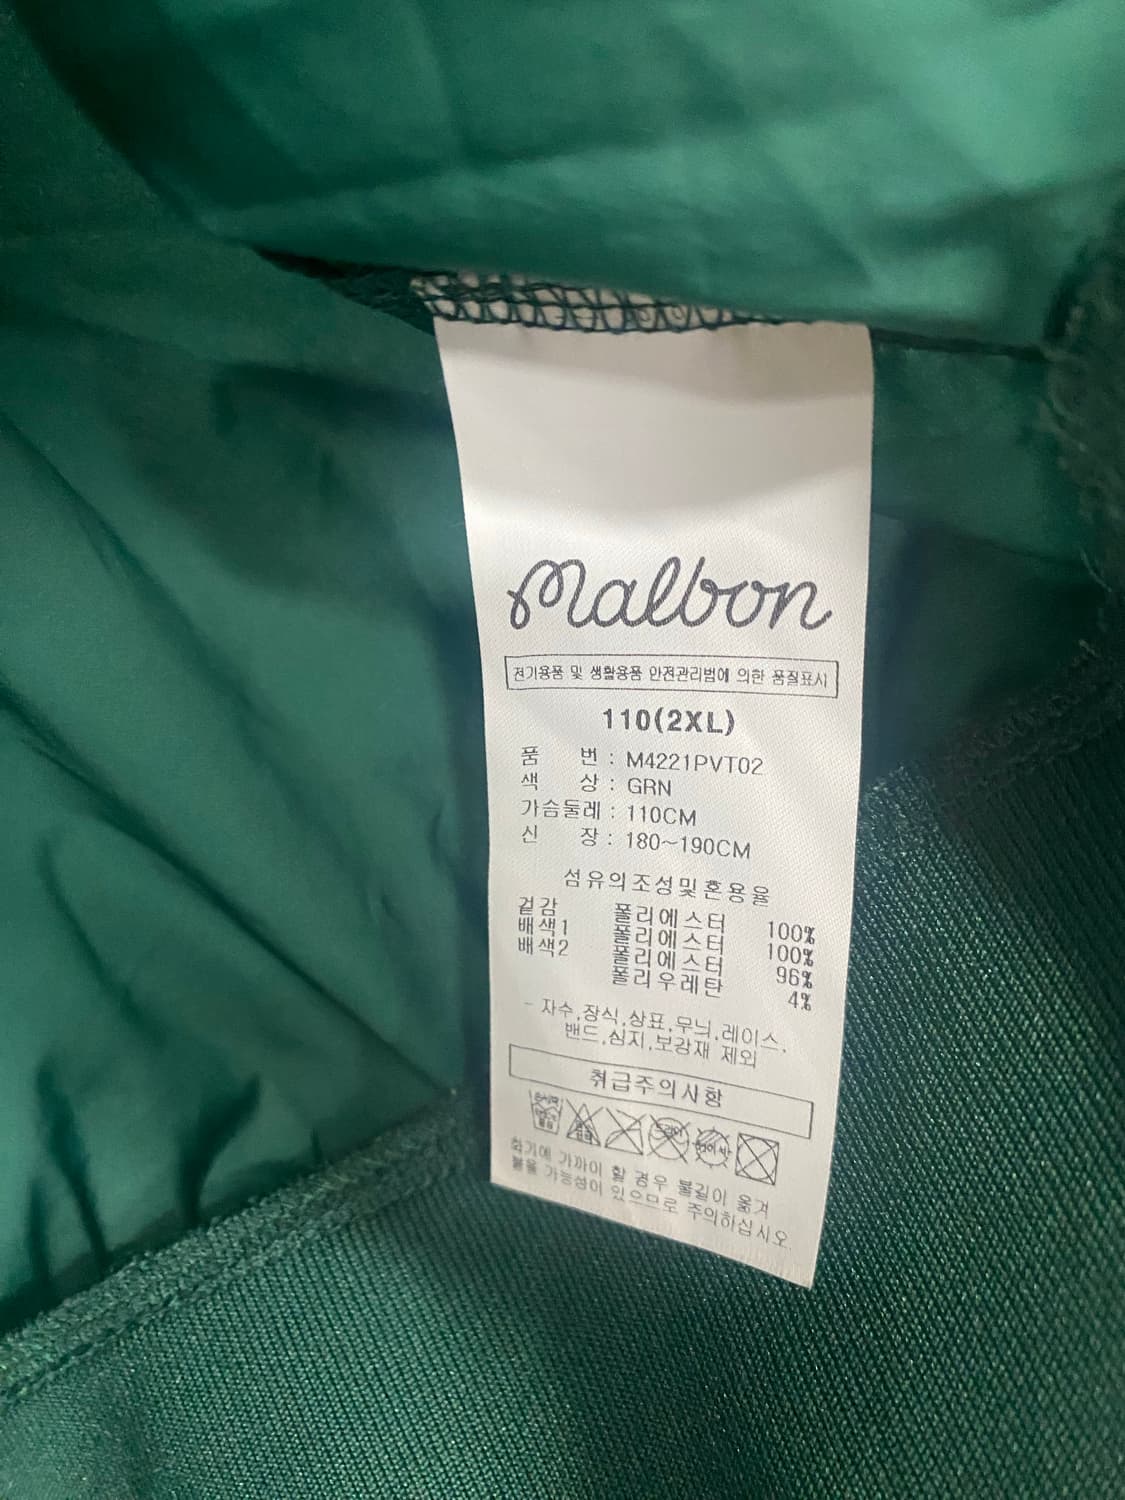 malbon
전기용품 및 생활용품 안전관리법에 의한 품질표시
110(2XL)
품 번 : M4221PVT02
색 상 : GRN
가슴둘레 : 110CM
신 장 : 180~190CM
섬유의조성및혼용율
겉감 폴리에스터 100%
배색1 폴리에스터 100%
배색2 폴리에스터 96%
폴리우레탄 4%
- 자수,장식,상표,무늬,레이스,
밴드,심지,보강재 제외
취급주의사항
화기에 가까이 할 경우 불길이 옮겨
붙을 가능성이 있으므로 주의하십시오